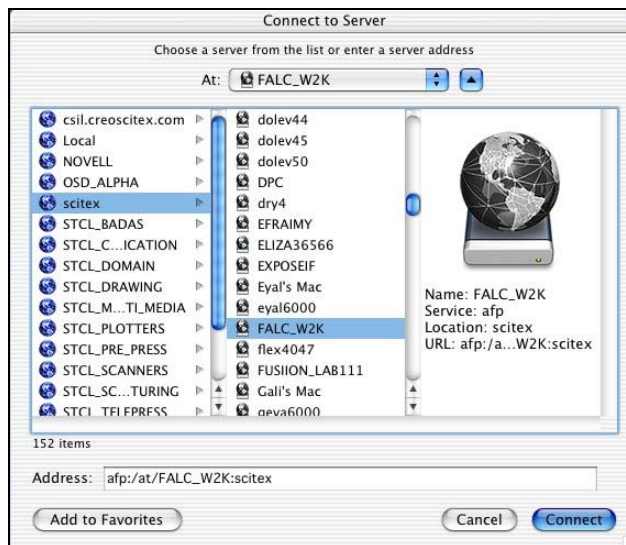 Connect to Server
Choose a server from the list or enter a server address
At: FALC_W2K
csil.creoscitex.com
Local
NOVELL
OSD_ALPHA
scitex
STCL_BADAS
STCL_C...ICATION
STCL_DOMAIN
STCL_DRAWING
STCL_M...TI_MEDIA
STCL_PLOTTERS
STCL_PRE_PRESS
STCL_SCANNERS
STCL_SC...TURING
STCL_TELEPRESS
dolev44
dolev45
dolev50
DPC
dry4
EFRAIMY
ELIZA36566
EXPOSEIF
Eyal's Mac
eyal6000
FALC_W2K
flex4047
FUSIION_LAB111
Gali's Mac
geva6000
Name: FALC_W2K
Service: afp
Location: scitex
URL: afp:/a...W2K:scitex
152 items
Address: afp:/at/FALC_W2K:scitex
Add to Favorites
Cancel
Connect